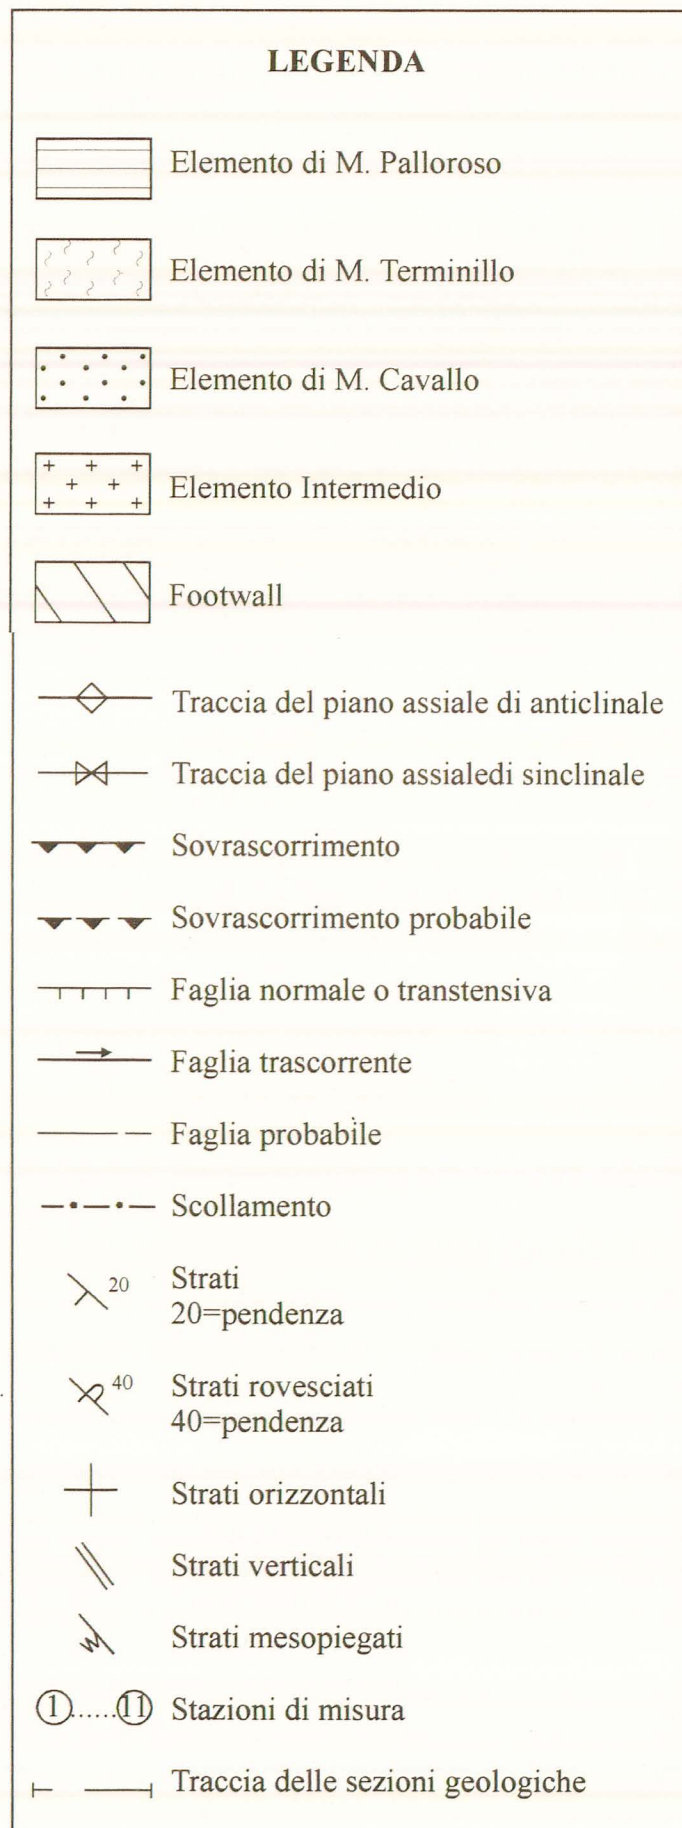 LEGENDA
Elemento di M. Palloroso
Elemento di M. Terminillo
Elemento di M. Cavallo
Elemento Intermedio
Footwall
Traccia del piano assiale di anticlinale
Traccia del piano assialedi sinclinale
Sovrascorrimento
Sovrascorrimento probabile
Faglia normale o transtensiva
Faglia trascorrente
Faglia probabile
Scollamento
20 Strati
20=pendenza
40 Strati rovesciati
40=pendenza
Strati orizzontali
Strati verticali
Strati mesopiegati
1.....11 Stazioni di misura
Traccia delle sezioni geologiche